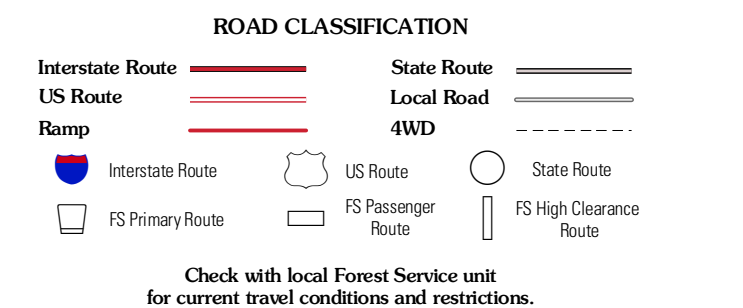 ROAD CLASSIFICATION
Interstate Route
State Route
US Route
Local Road
Ramp
4WD
Interstate Route
US Route
State Route
FS Primary Route
FS Passenger
Route
FS High Clearance
Route
Check with local Forest Service unit
for current travel conditions and restrictions.